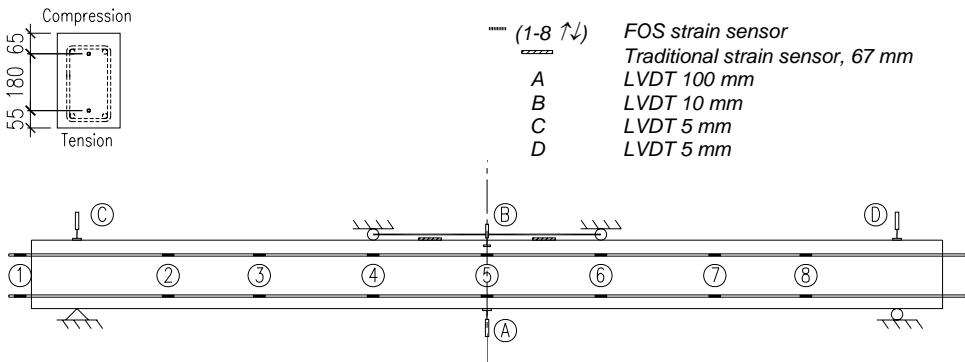 Compression
65
180
55
Tension
(1-8 ↑↓) FOS strain sensor
Traditional strain sensor, 67 mm
A LVDT 100 mm
B LVDT 10 mm
C LVDT 5 mm
D LVDT 5 mm
C B D
1 2 3 4 5 6 7 8
A